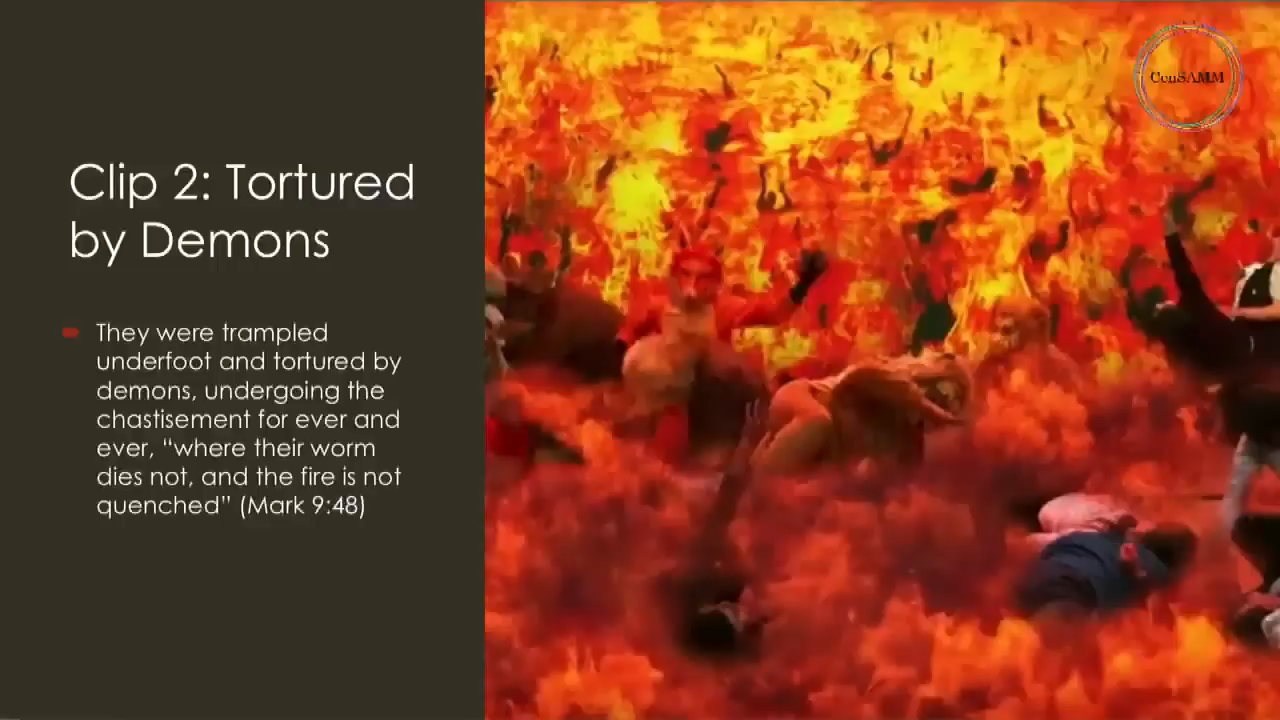 Clip 2: Tortured
by Demons
They were trampled
underfoot and tortured by
demons, undergoing the
chastisement for ever and
ever, “where their worm
dies not, and the fire is not
quenched” (Mark 9:48)
ConSAMM